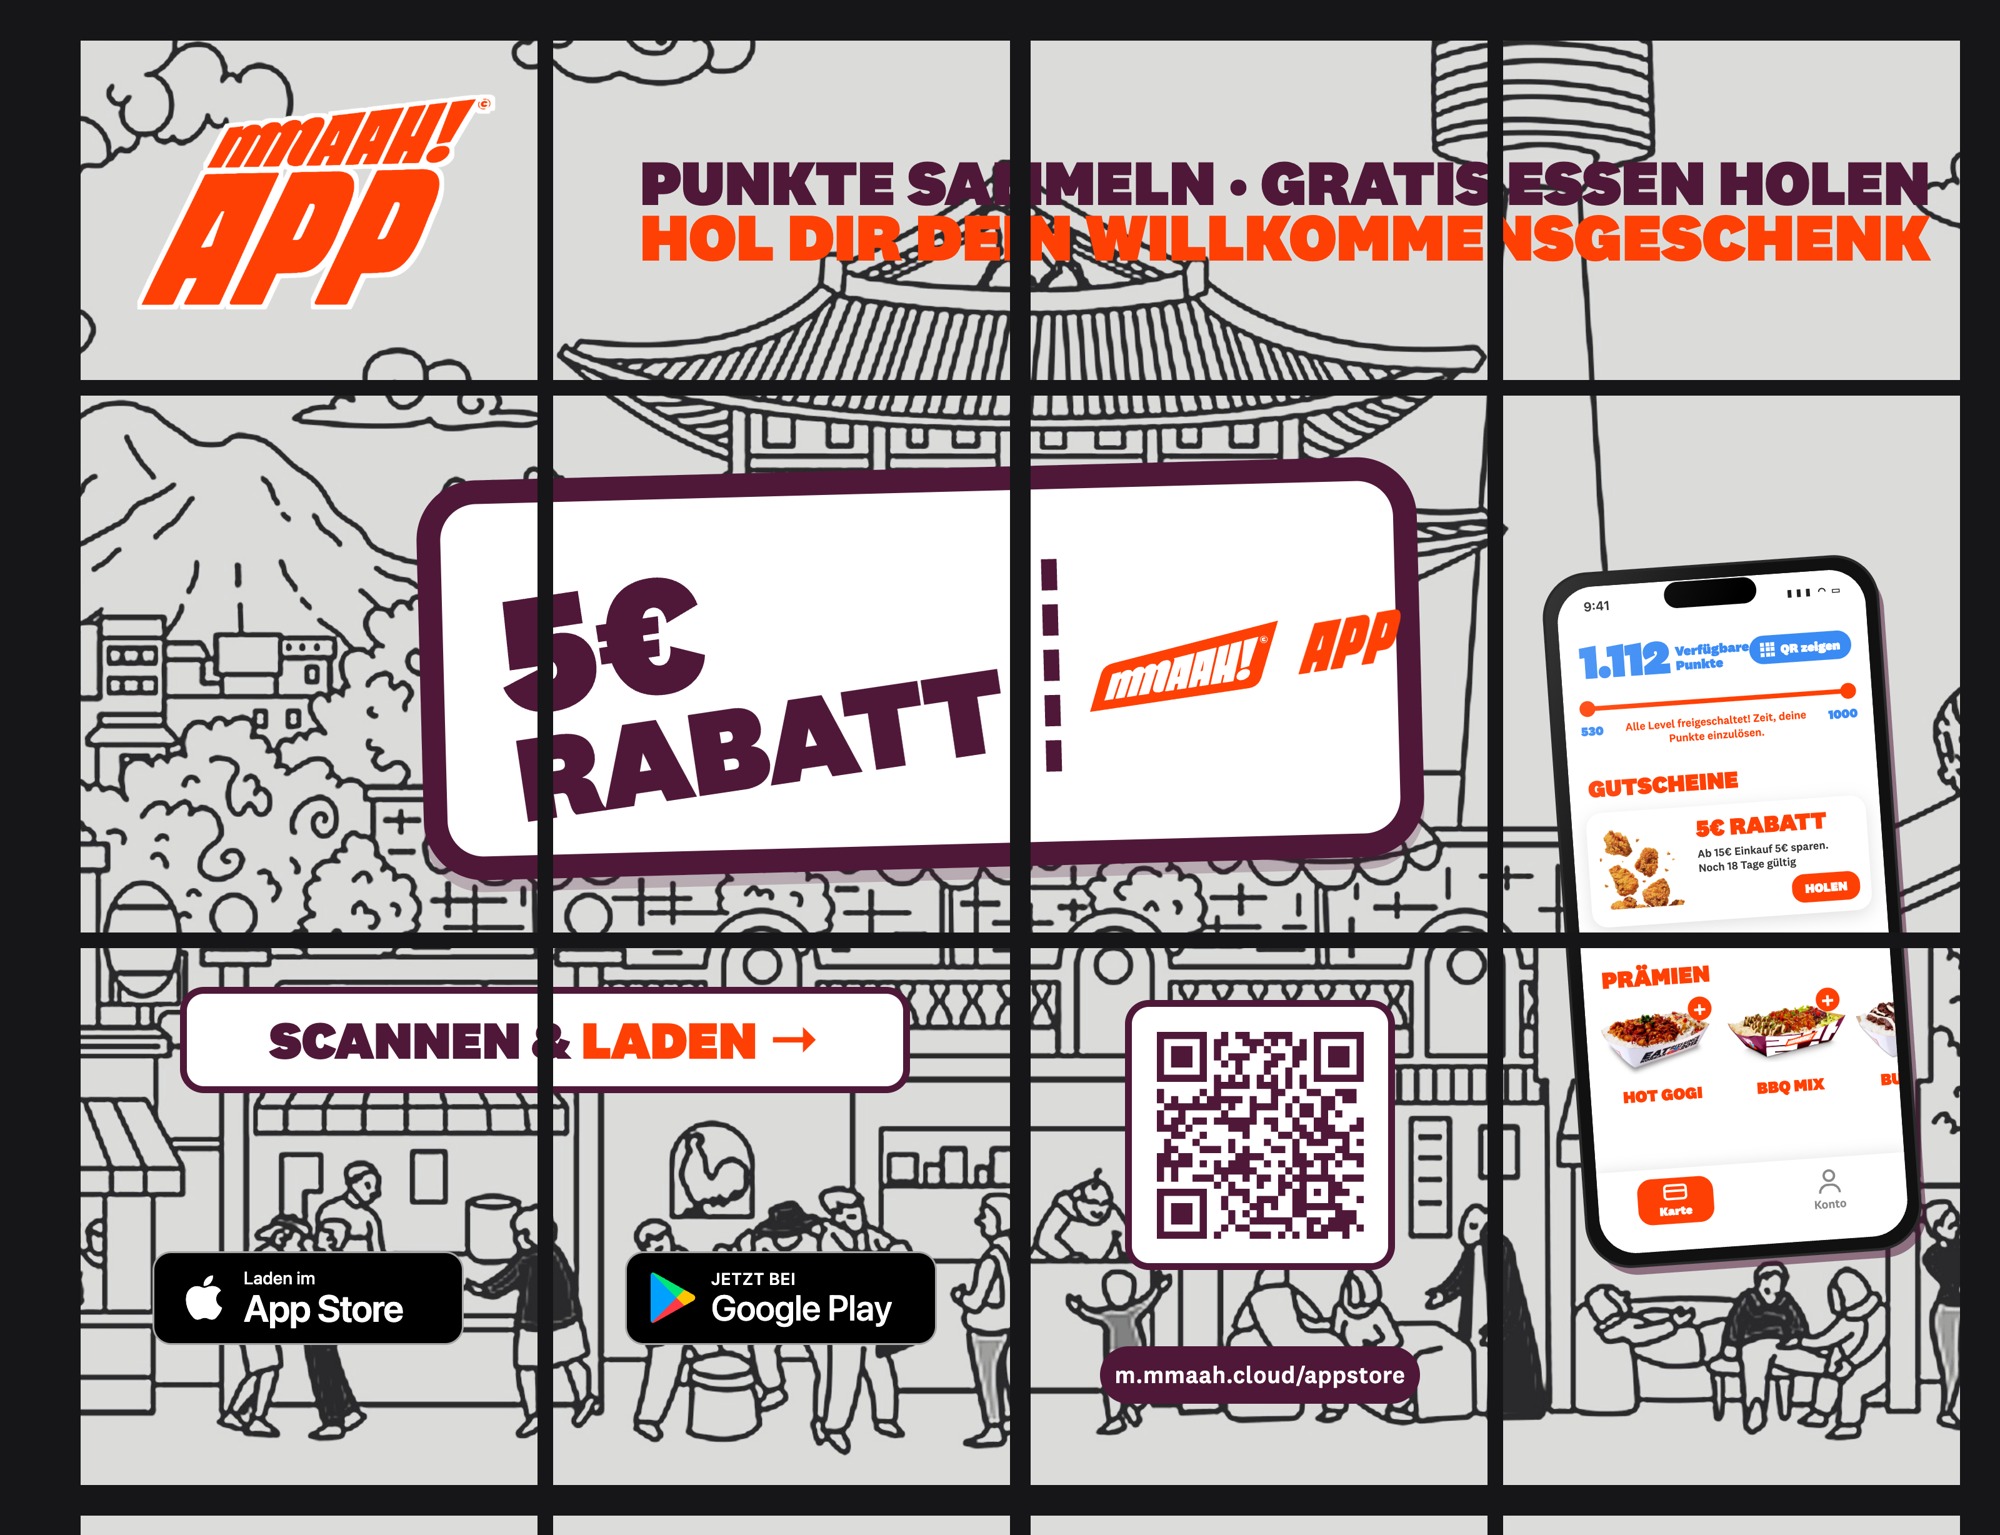 mmAAH!
APP
PUNKTE SAMMELN • GRATIS ESSEN HOLEN
HOL DIR DEIN WILLKOMMENSGESCHENK
5€
RABATT
mmAAH! APP
9:41
1.112 Verfügbare Punkte
QR zeigen
530
Alle Level freigeschaltet! Zeit, deine
Punkte einzulösen.
1000
GUTSCHEINE
5€ RABATT
Ab 15€ Einkauf 5€ sparen.
Noch 18 Tage gültig
HOLEN
PRÄMIEN
HOT GOGI
BBQ MIX
BU
Karte
Konto
SCANNEN & LADEN →
Laden im
App Store
JETZT BEI
Google Play
m.mmaah.cloud/appstore